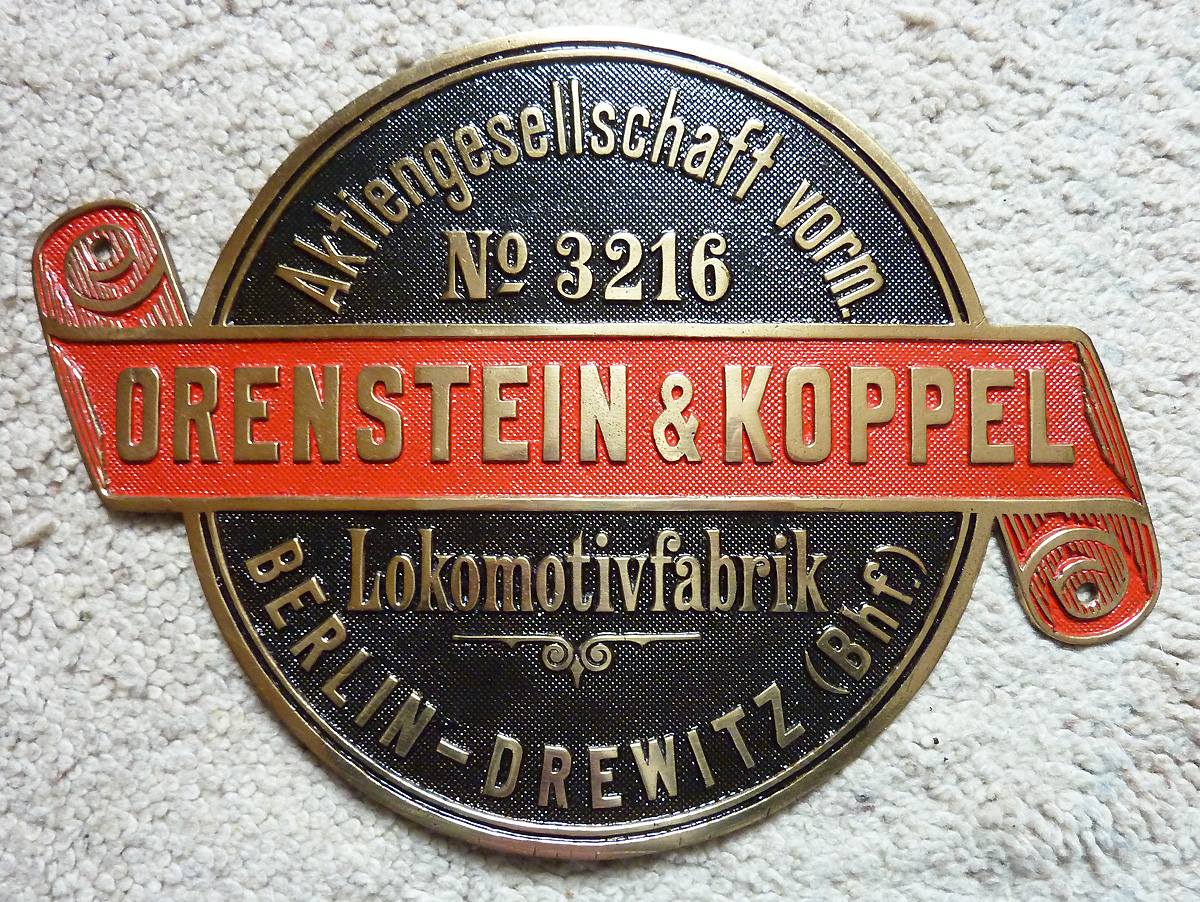 Aktiengesellschaft vorm.
No 3216
ORENSTEIN & KOPPEL
Lokomotivfabrik
BERLIN-DREWITZ (Bhf.)